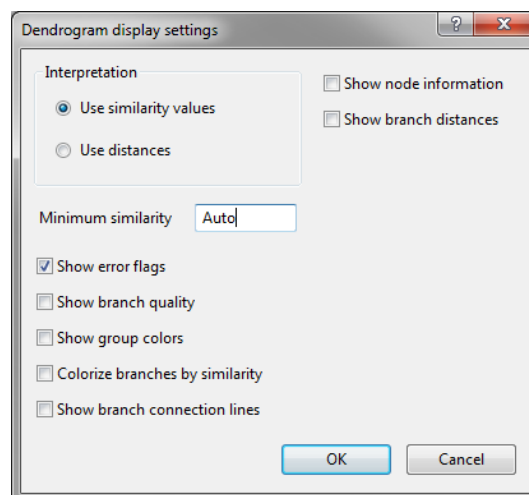 Dendrogram display settings
?
Interpretation
Use similarity values
Use distances
Show node information
Show branch distances
Minimum similarity Auto
Show error flags
Show branch quality
Show group colors
Colorize branches by similarity
Show branch connection lines
OK Cancel